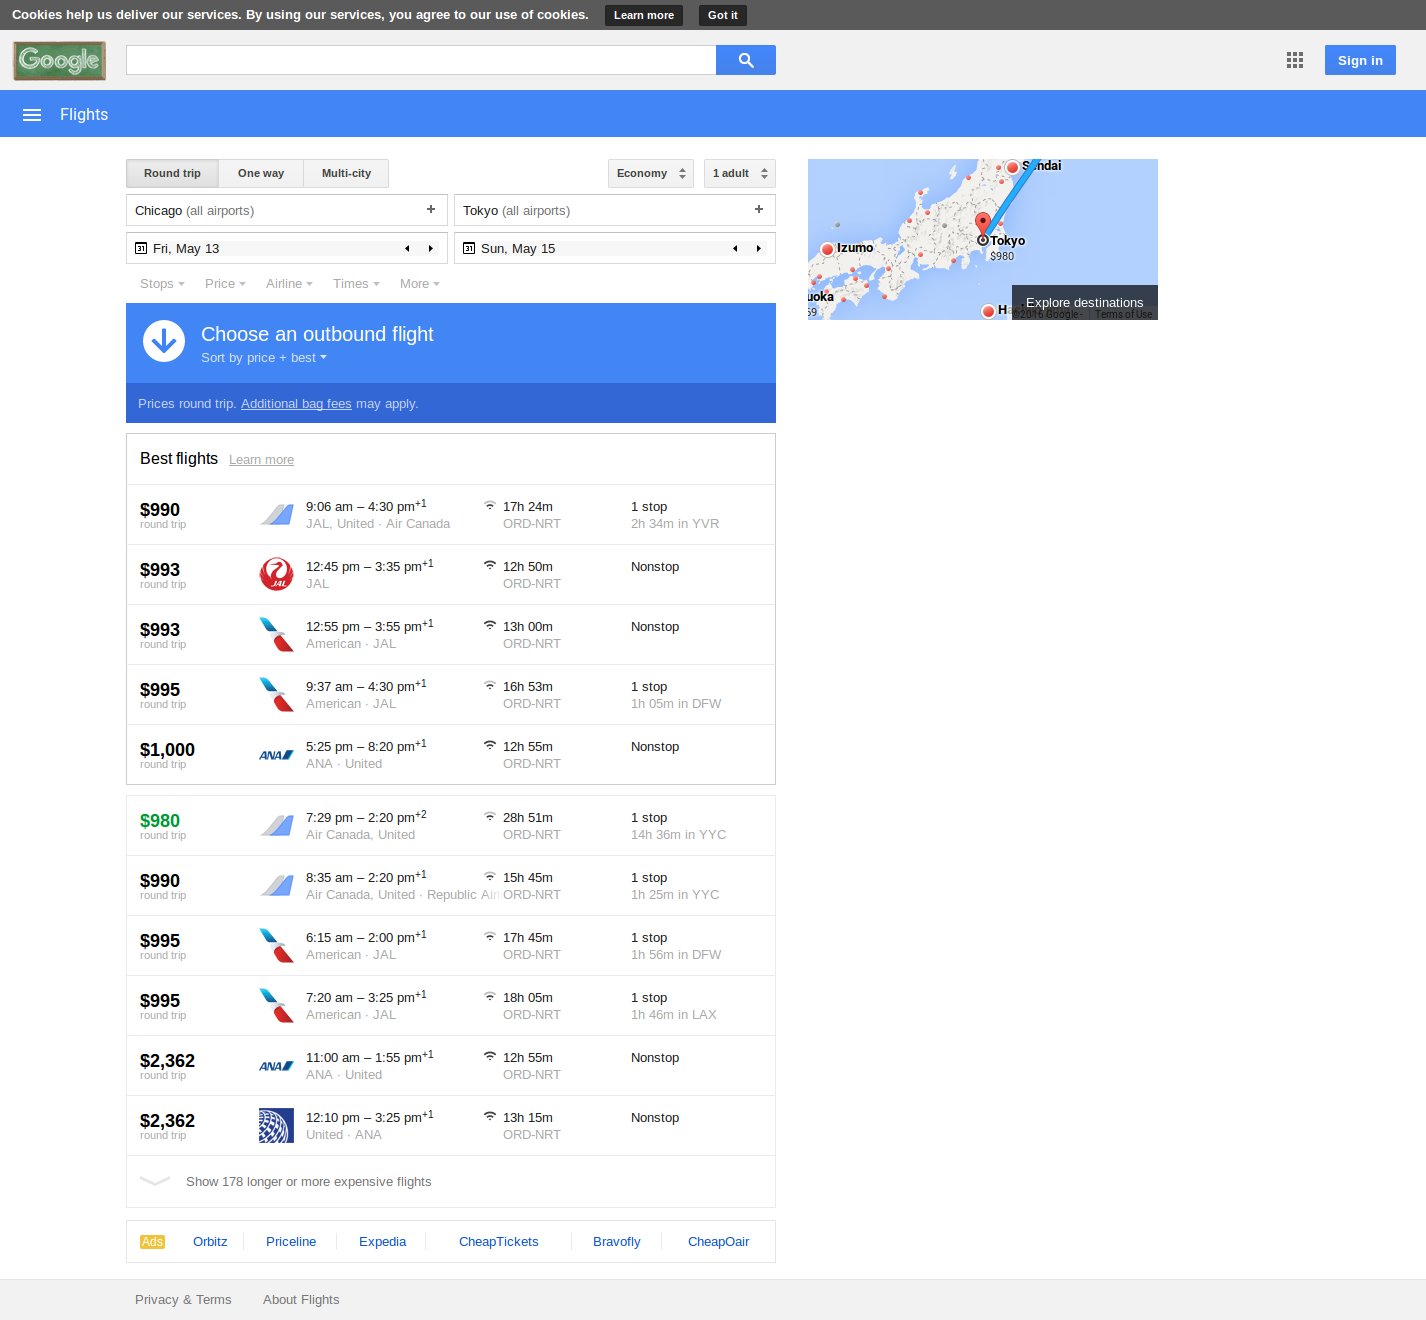 Cookies help us deliver our services. By using our services, you agree to our use of cookies. Learn more Got it
Google
Sign in
Flights
Round trip One way Multi-city Economy 1 adult
Chicago (all airports) Tokyo (all airports)
31 Fri, May 13 31 Sun, May 15
Stops Price Airline Times More
Choose an outbound flight
Sort by price + best
Prices round trip. Additional bag fees may apply.
Sendai
Izumo
Tokyo
$980
uoka
69
Explore destinations
©2016 Google - Terms of Use
Best flights Learn more
$990 9:06 am – 4:30 pm+1 17h 24m 1 stop
round trip JAL, United · Air Canada ORD-NRT 2h 34m in YVR
$993 JAL 12:45 pm – 3:35 pm+1 12h 50m Nonstop
round trip JAL ORD-NRT
$993 12:55 pm – 3:55 pm+1 13h 00m Nonstop
round trip American · JAL ORD-NRT
$995 9:37 am – 4:30 pm+1 16h 53m 1 stop
round trip American · JAL ORD-NRT 1h 05m in DFW
$1,000 ANA 5:25 pm – 8:20 pm+1 12h 55m Nonstop
round trip ANA · United ORD-NRT
$980 7:29 pm – 2:20 pm+2 28h 51m 1 stop
round trip Air Canada, United ORD-NRT 14h 36m in YYC
$990 8:35 am – 2:20 pm+1 15h 45m 1 stop
round trip Air Canada, United · Republic Airl ORD-NRT 1h 25m in YYC
$995 6:15 am – 2:00 pm+1 17h 45m 1 stop
round trip American · JAL ORD-NRT 1h 56m in DFW
$995 7:20 am – 3:25 pm+1 18h 05m 1 stop
round trip American · JAL ORD-NRT 1h 46m in LAX
$2,362 ANA 11:00 am – 1:55 pm+1 12h 55m Nonstop
round trip ANA · United ORD-NRT
$2,362 12:10 pm – 3:25 pm+1 13h 15m Nonstop
round trip United · ANA ORD-NRT
Show 178 longer or more expensive flights
Ads Orbitz Priceline Expedia CheapTickets Bravofly CheapOair
Privacy & Terms About Flights